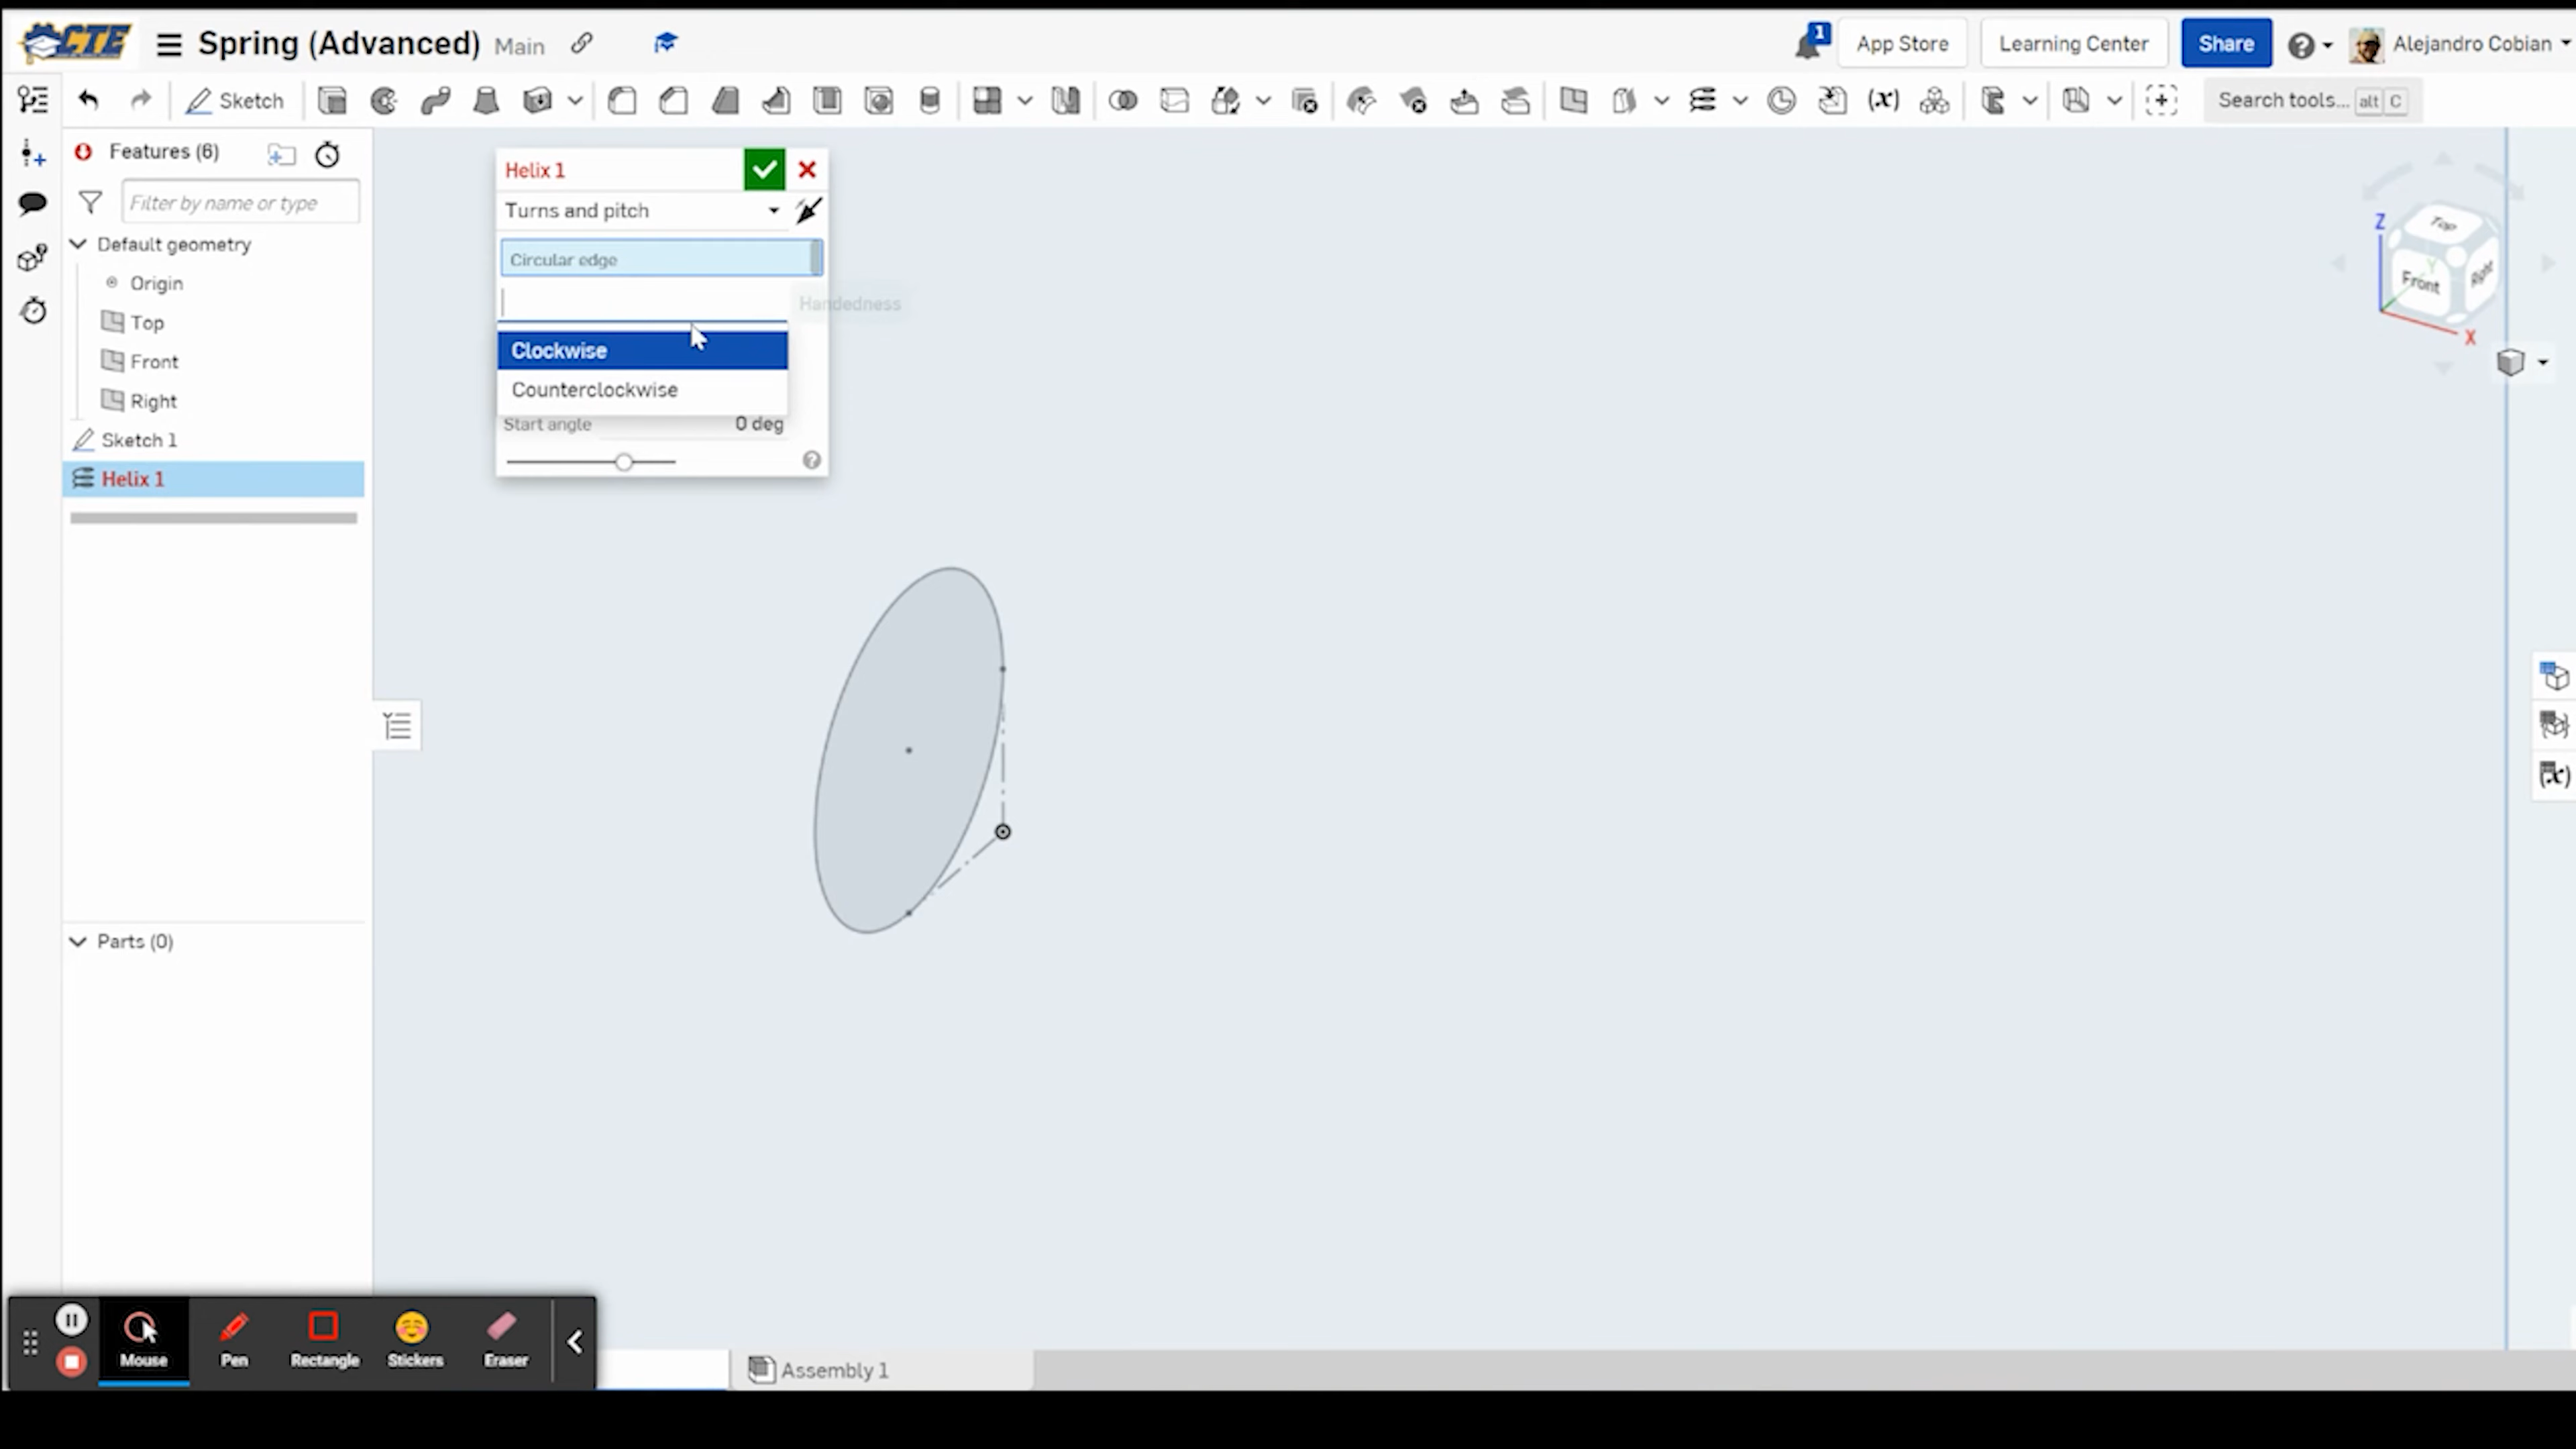 CTE
Spring (Advanced) Main
1
App Store
Learning Center
Share
Alejandro Cobian
Sketch
(x)
Search tools... alt C
Features (6)
Filter by name or type
Default geometry
Origin
Top
Front
Right
Sketch 1
Helix 1
Parts (0)
Helix 1
Turns and pitch
Circular edge
Handedness
Clockwise
Counterclockwise
Start angle 0 deg
Z
Top
Front
Right
Y
X
(x)
Mouse
Pen
Rectangle
Stickers
Eraser
Assembly 1